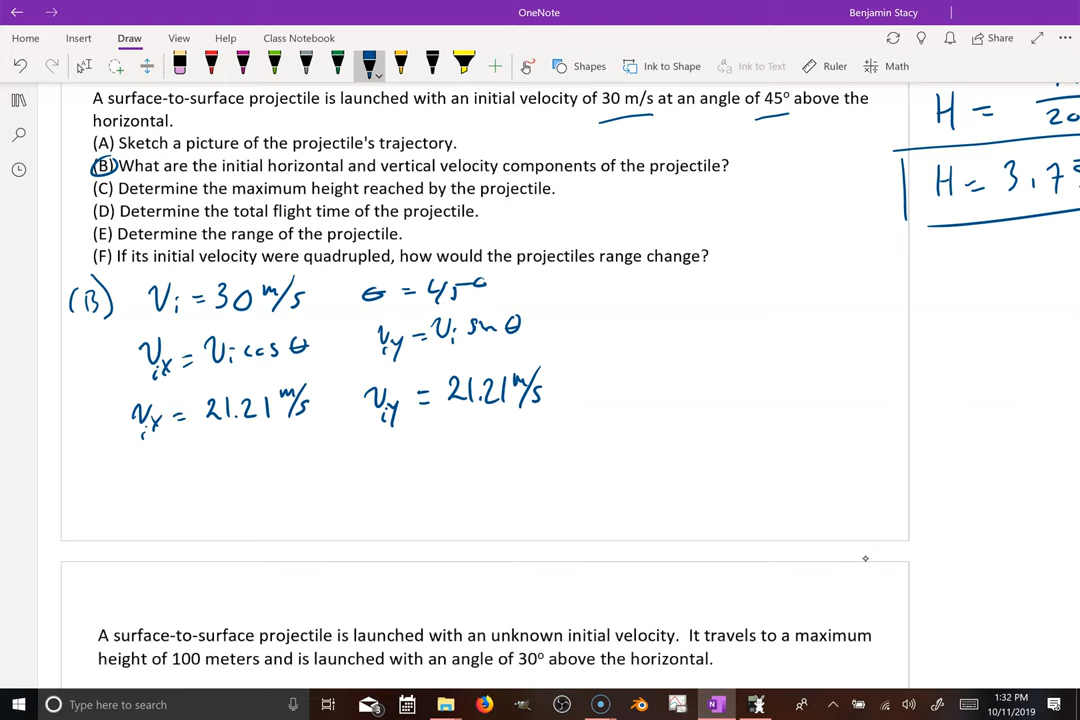 OneNote
Benjamin Stacy
Home Insert Draw View Help Class Notebook
Share
Shapes Ink to Shape Ink to Text Ruler Math
A surface-to-surface projectile is launched with an initial velocity of 30 m/s at an angle of 45° above the
horizontal.
(A) Sketch a picture of the projectile's trajectory.
(B) What are the initial horizontal and vertical velocity components of the projectile?
(C) Determine the maximum height reached by the projectile.
(D) Determine the total flight time of the projectile.
(E) Determine the range of the projectile.
(F) If its initial velocity were quadrupled, how would the projectiles range change?
H =
20
H = 3.7
(B) Vi = 30 m/s θ = 45°
Vix = Vi cos θ Viy = Vi sin θ
Vix = 21.21 m/s Viy = 21.21 m/s
A surface-to-surface projectile is launched with an unknown initial velocity. It travels to a maximum
height of 100 meters and is launched with an angle of 30° above the horizontal.
Type here to search
3
1:32 PM
10/11/2019